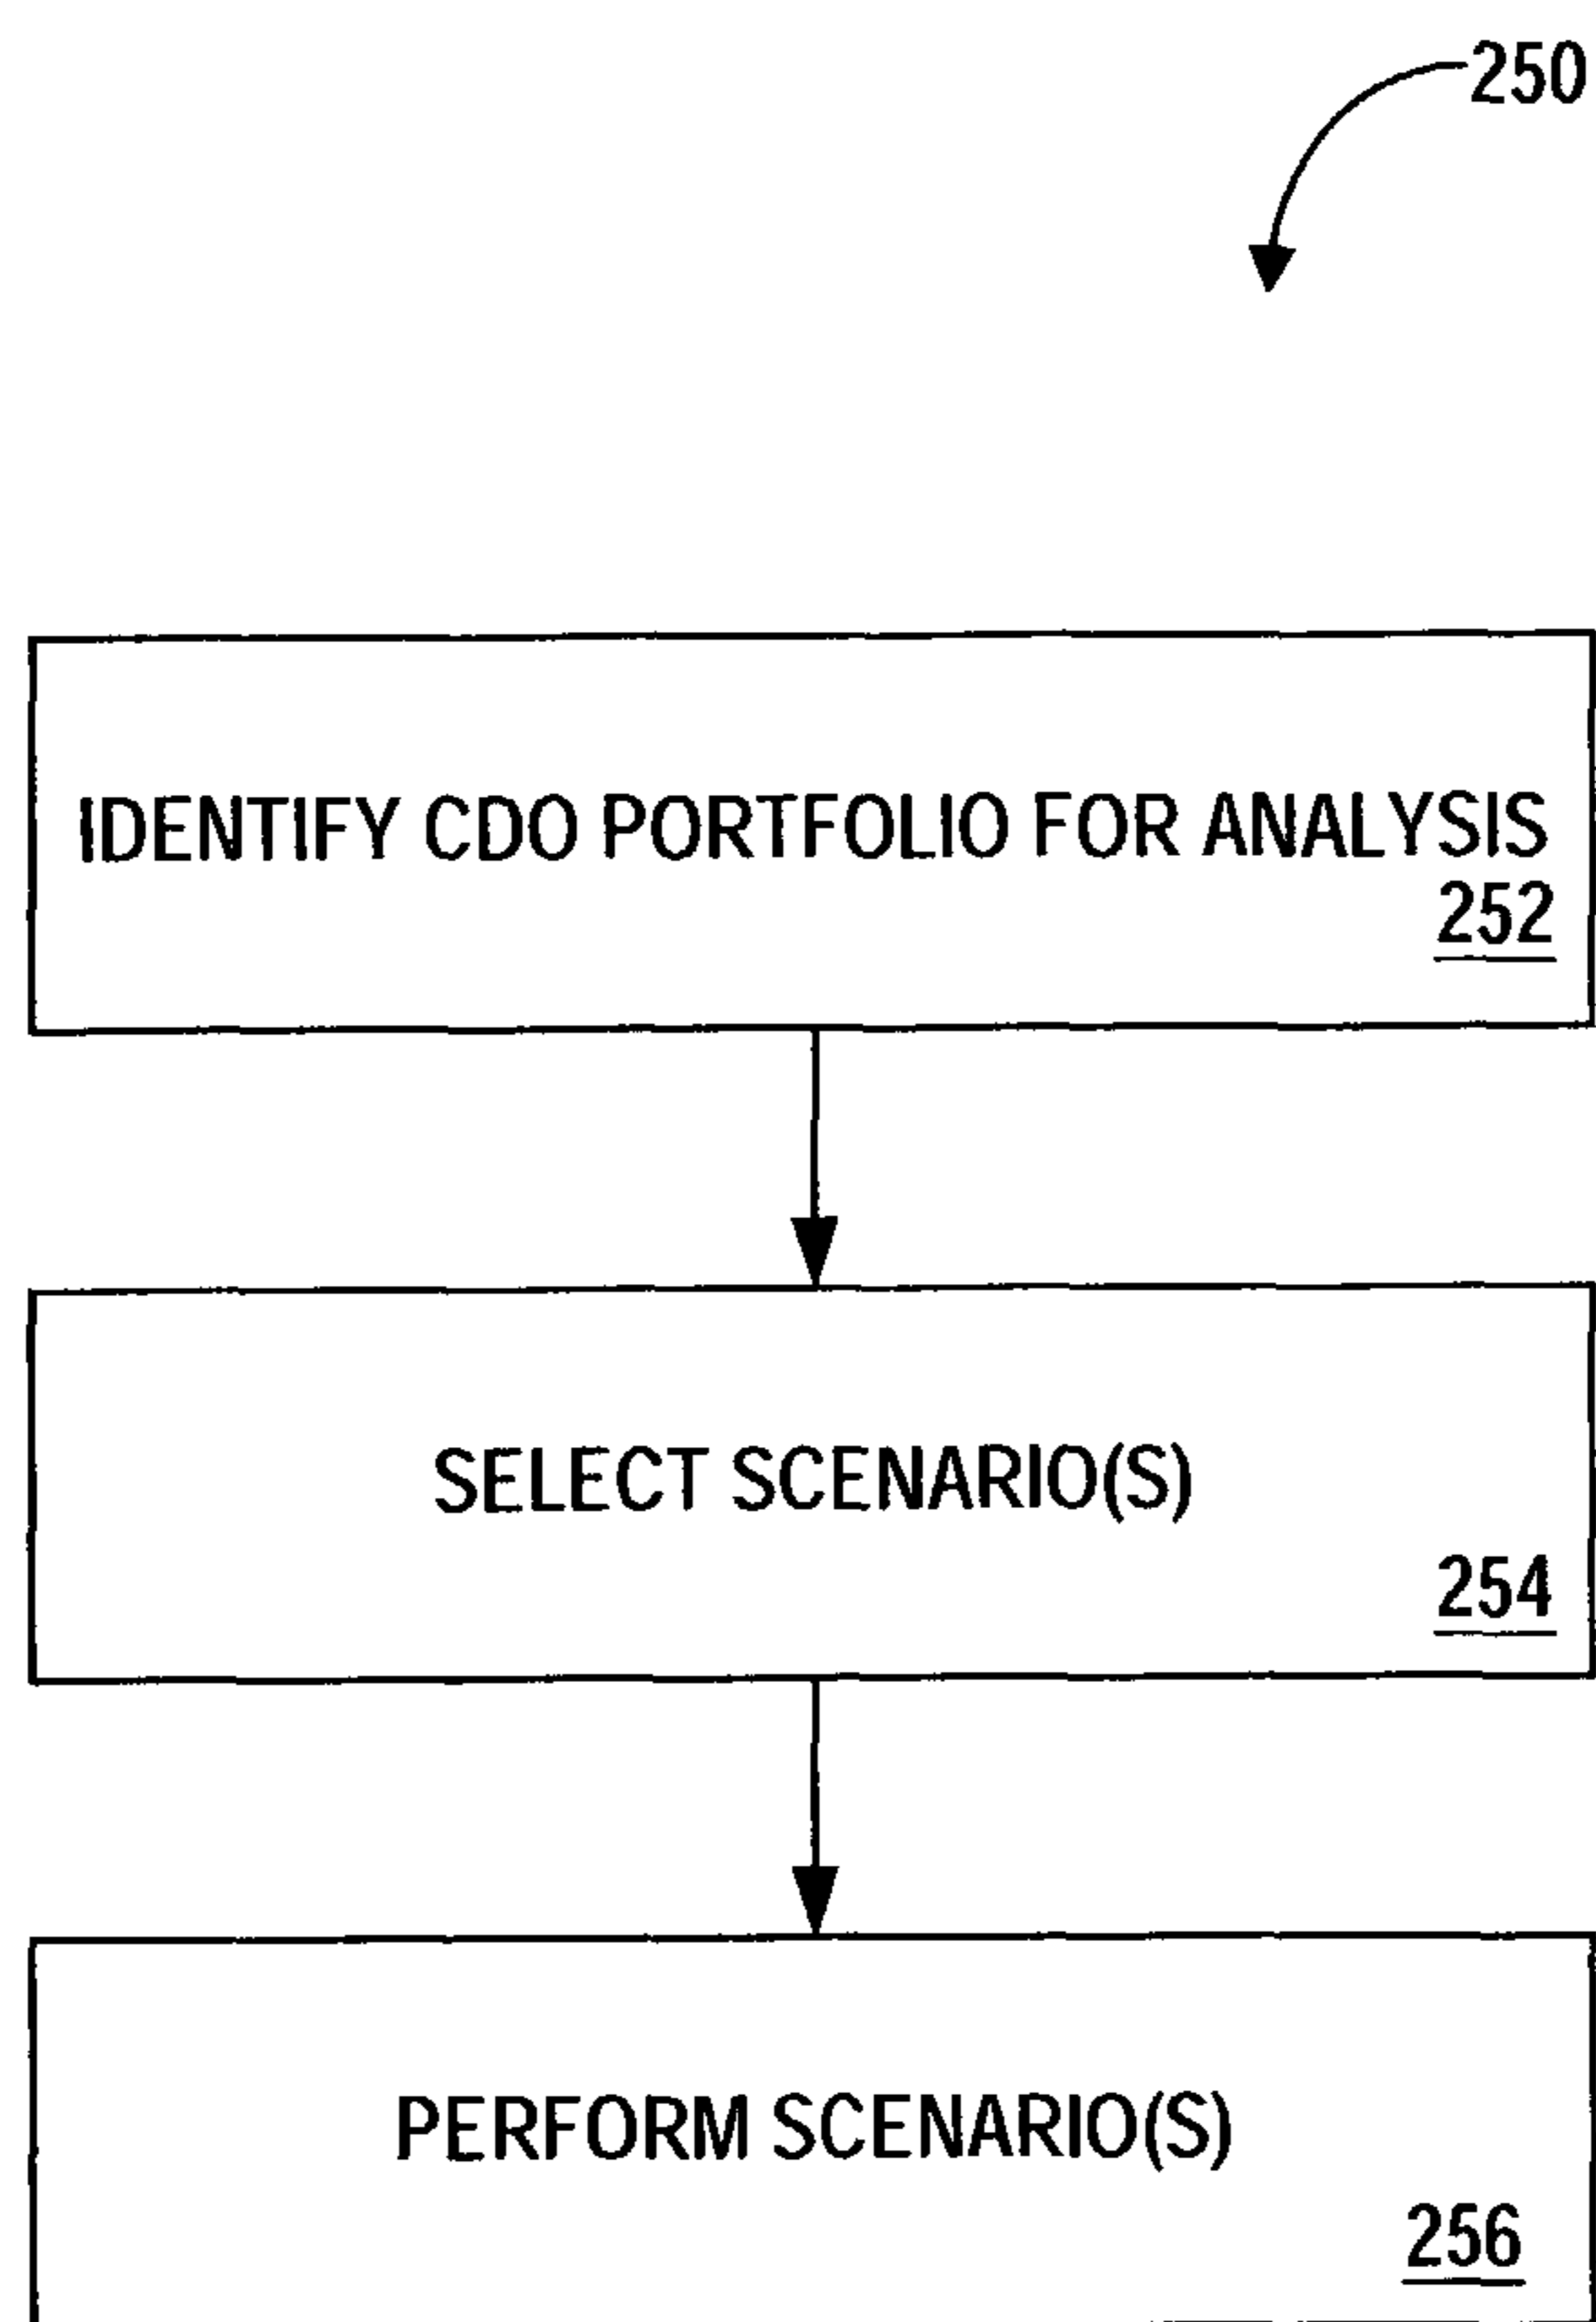 250
IDENTIFY CDO PORTFOLIO FOR ANALYSIS
252
SELECT SCENARIO(S)
254
PERFORM SCENARIO(S)
256